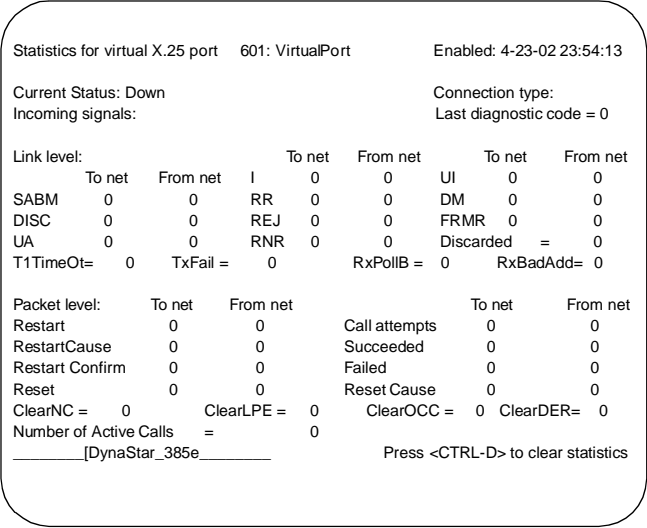 Statistics for virtual X.25 port 601: VirtualPort Enabled: 4-23-02 23:54:13
Current Status: Down Connection type:
Incoming signals: Last diagnostic code = 0
Link level: To net From net To net From net
To net From net I 0 0 UI 0 0
SABM 0 0 RR 0 0 DM 0 0
DISC 0 0 REJ 0 0 FRMR 0 0
UA 0 0 RNR 0 0 Discarded = 0
T1TimeOt= 0 TxFail = 0 RxPollB = 0 RxBadAdd= 0
Packet level: To net From net To net From net
Restart 0 0 Call attempts 0 0
RestartCause 0 0 Succeeded 0 0
Restart Confirm 0 0 Failed 0 0
Reset 0 0 Reset Cause 0 0
ClearNC = 0 ClearLPE = 0 ClearOCC = 0 ClearDER= 0
Number of Active Calls = 0
________[DynaStar_385e________ Press <CTRL-D> to clear statistics